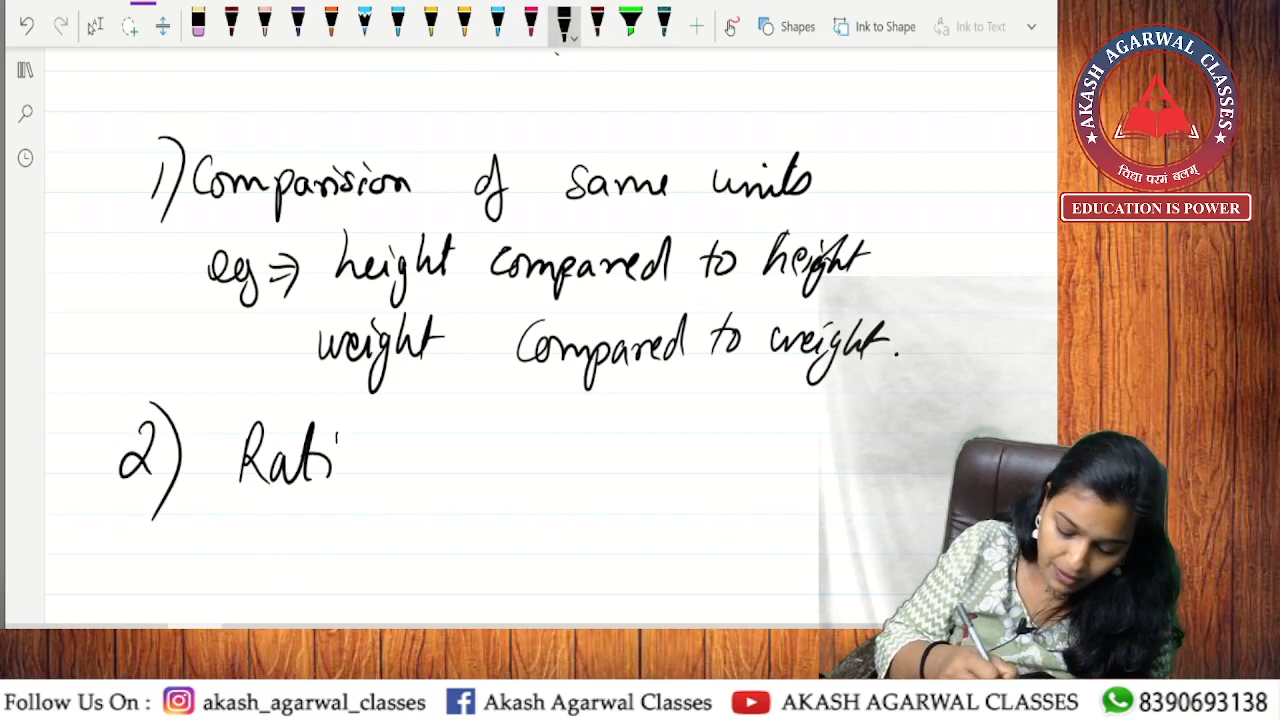 Shapes
Ink to Shape
Ink to Text
AKASH AGARWAL CLASSES
विद्या परमं बलम्
EDUCATION IS POWER
1) Comparision of same units
eg ⇒ height compared to height
weight compared to weight.
2) Rati
Follow Us On : akash_agarwal_classes Akash Agarwal Classes AKASH AGARWAL CLASSES 8390693138